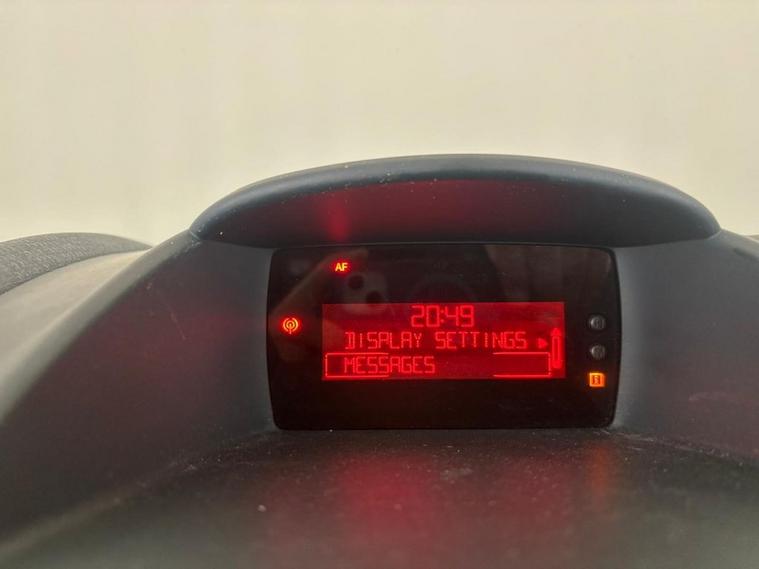 AF
20:49
DISPLAY SETTINGS
MESSAGES